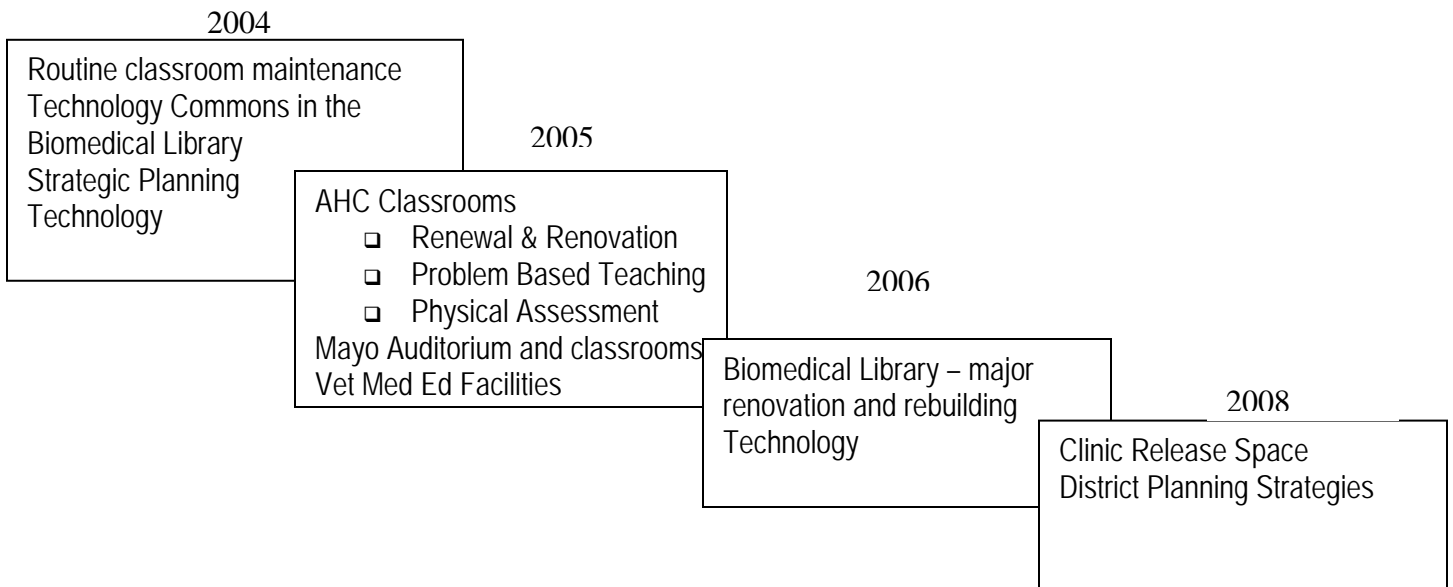 2004
Routine classroom maintenance
Technology Commons in the
Biomedical Library
Strategic Planning
Technology
2005
AHC Classrooms
❑ Renewal & Renovation
❑ Problem Based Teaching
❑ Physical Assessment
Mayo Auditorium and classrooms
Vet Med Ed Facilities
2006
Biomedical Library – major
renovation and rebuilding
Technology
2008
Clinic Release Space
District Planning Strategies